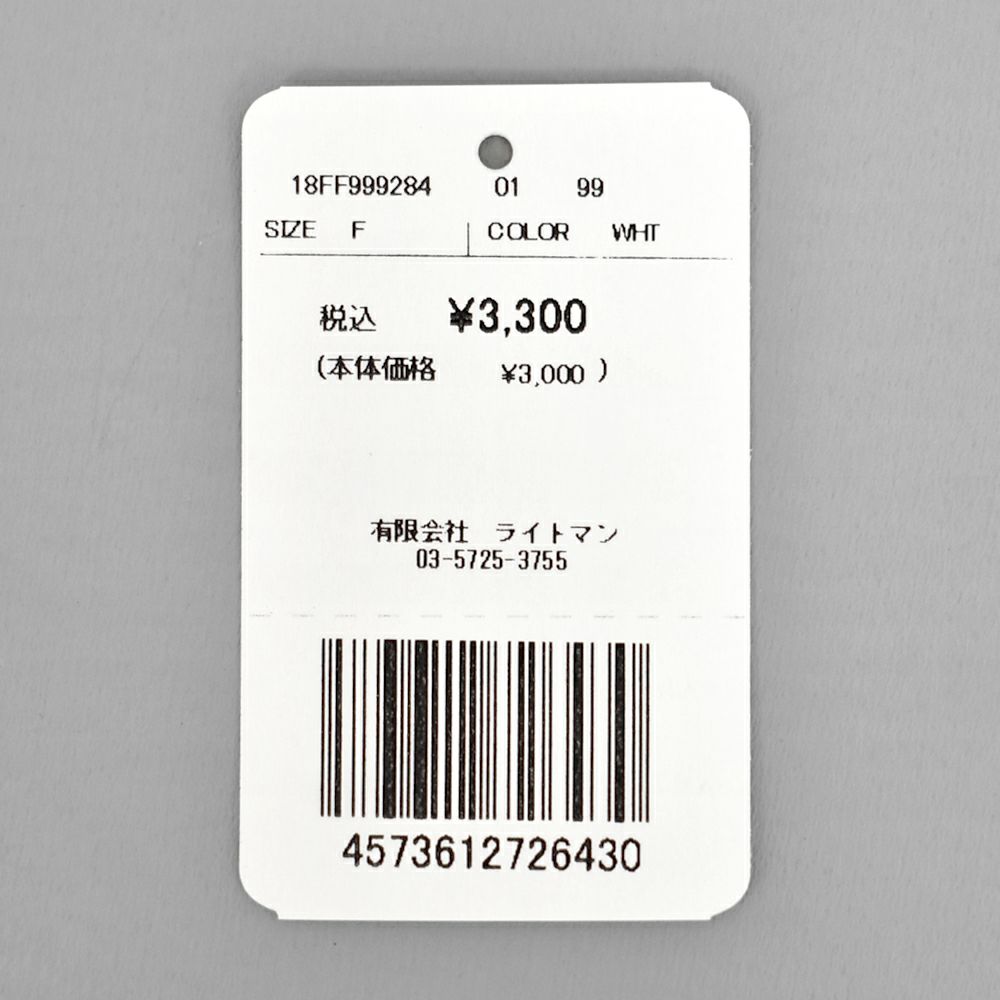 18FF999284 01 99
SIZE F COLOR WHT
税込 ¥3,300
(本体価格 ¥3,000 )
有限会社 ライトマン
03-5725-3755
4573612726430